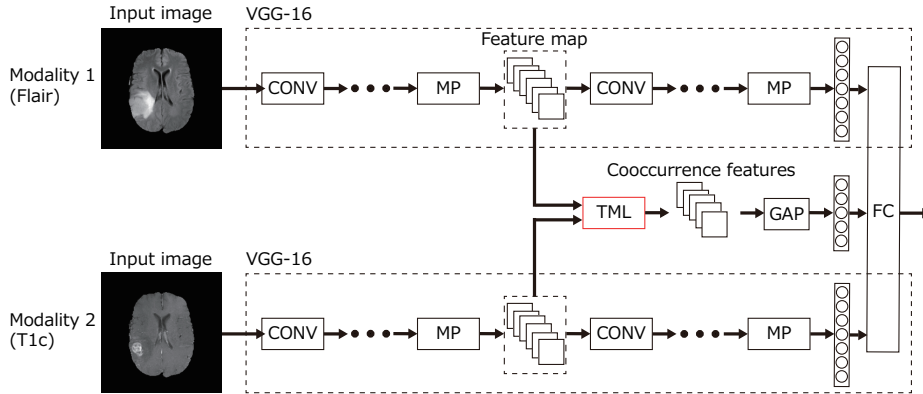 Input image
VGG-16
Feature map
Modality 1
(Flair)
CONV
MP
CONV
MP
Cooccurrence features
TML
GAP
FC
Input image
VGG-16
Modality 2
(T1c)
CONV
MP
CONV
MP